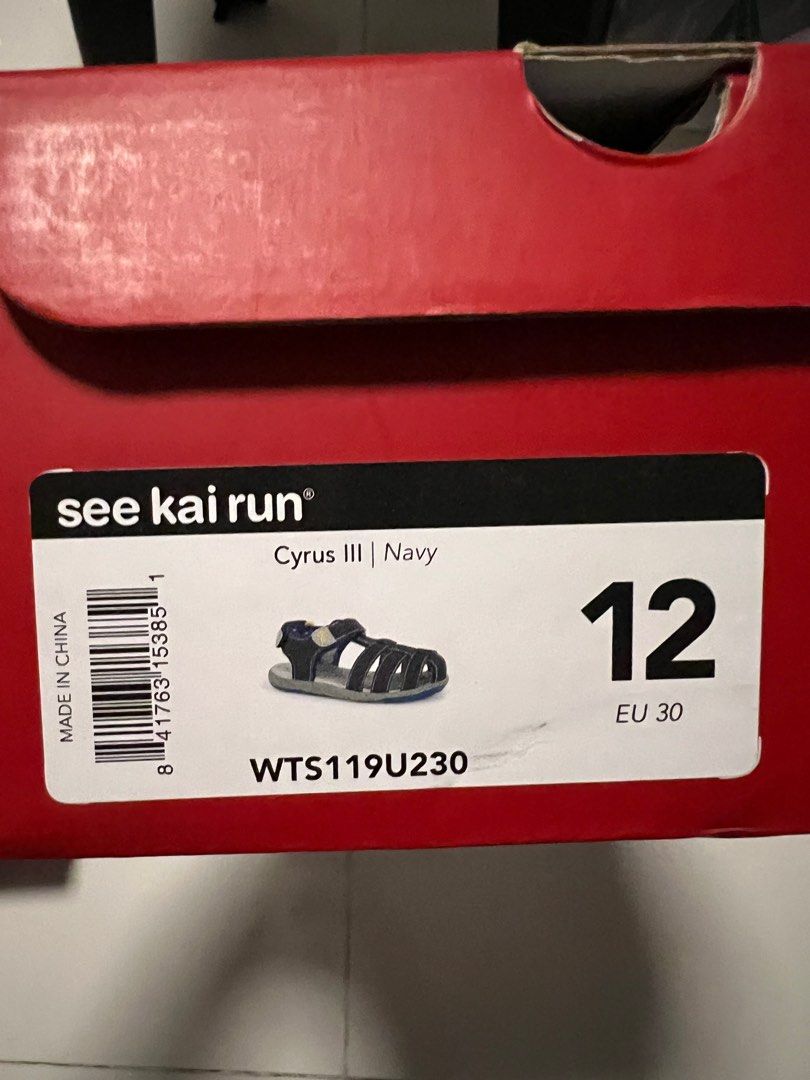 see kai run®
Cyrus III | Navy
MADE IN CHINA
8 41763 15385 1
12
EU 30
WTS119U230